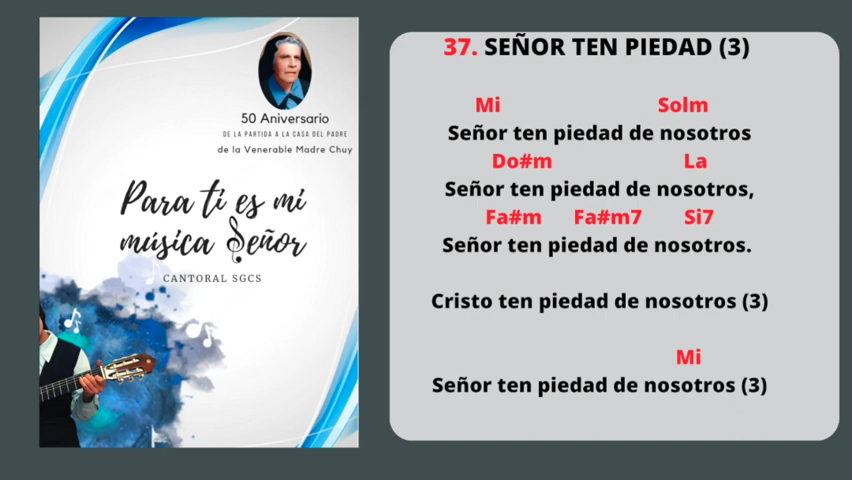 50 Aniversario
DE LA PARTIDA A LA CASA DEL PADRE
de la Venerable Madre Chuy
Para ti es mi
música Señor
CANTORAL SGCS
37. SEÑOR TEN PIEDAD (3)
Mi Solm
Señor ten piedad de nosotros
Do#m La
Señor ten piedad de nosotros,
Fa#m Fa#m7 Si7
Señor ten piedad de nosotros.
Cristo ten piedad de nosotros (3)
Mi
Señor ten piedad de nosotros (3)